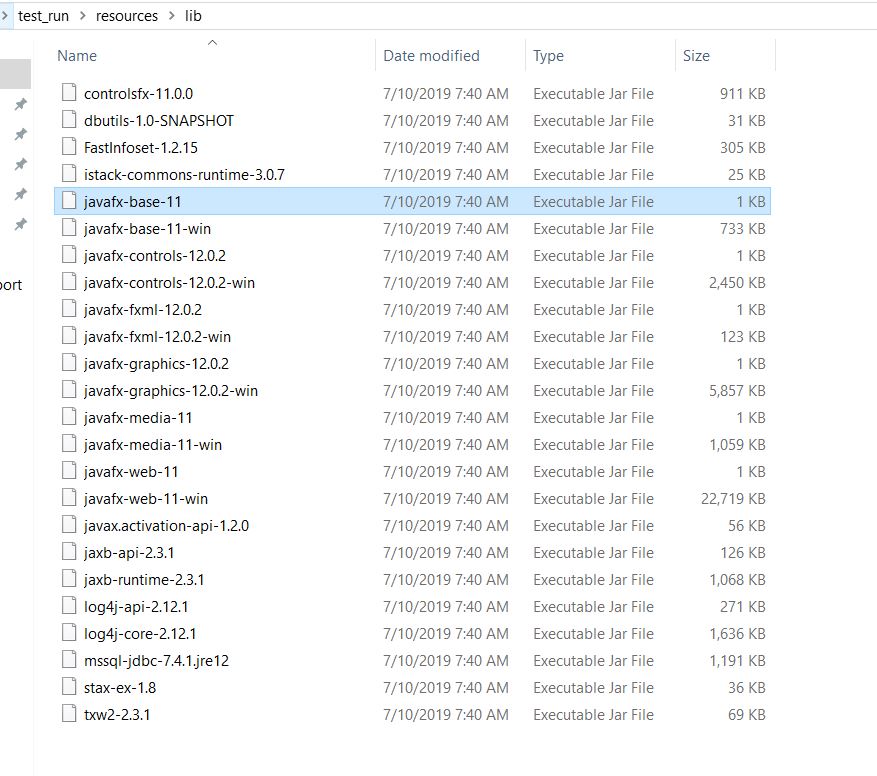 test_run > resources > lib
Name Date modified Type Size
controlsfx-11.0.0 7/10/2019 7:40 AM Executable Jar File 911 KB
dbutils-1.0-SNAPSHOT 7/10/2019 7:40 AM Executable Jar File 31 KB
FastInfoset-1.2.15 7/10/2019 7:40 AM Executable Jar File 305 KB
istack-commons-runtime-3.0.7 7/10/2019 7:40 AM Executable Jar File 25 KB
javafx-base-11 7/10/2019 7:40 AM Executable Jar File 1 KB
javafx-base-11-win 7/10/2019 7:40 AM Executable Jar File 733 KB
javafx-controls-12.0.2 7/10/2019 7:40 AM Executable Jar File 1 KB
javafx-controls-12.0.2-win 7/10/2019 7:40 AM Executable Jar File 2,450 KB
port
javafx-fxml-12.0.2 7/10/2019 7:40 AM Executable Jar File 1 KB
javafx-fxml-12.0.2-win 7/10/2019 7:40 AM Executable Jar File 123 KB
javafx-graphics-12.0.2 7/10/2019 7:40 AM Executable Jar File 1 KB
javafx-graphics-12.0.2-win 7/10/2019 7:40 AM Executable Jar File 5,857 KB
javafx-media-11 7/10/2019 7:40 AM Executable Jar File 1 KB
javafx-media-11-win 7/10/2019 7:40 AM Executable Jar File 1,059 KB
javafx-web-11 7/10/2019 7:40 AM Executable Jar File 1 KB
javafx-web-11-win 7/10/2019 7:40 AM Executable Jar File 22,719 KB
javax.activation-api-1.2.0 7/10/2019 7:40 AM Executable Jar File 56 KB
jaxb-api-2.3.1 7/10/2019 7:40 AM Executable Jar File 126 KB
jaxb-runtime-2.3.1 7/10/2019 7:40 AM Executable Jar File 1,068 KB
log4j-api-2.12.1 7/10/2019 7:40 AM Executable Jar File 271 KB
log4j-core-2.12.1 7/10/2019 7:40 AM Executable Jar File 1,636 KB
mssql-jdbc-7.4.1.jre12 7/10/2019 7:40 AM Executable Jar File 1,191 KB
stax-ex-1.8 7/10/2019 7:40 AM Executable Jar File 36 KB
txw2-2.3.1 7/10/2019 7:40 AM Executable Jar File 69 KB